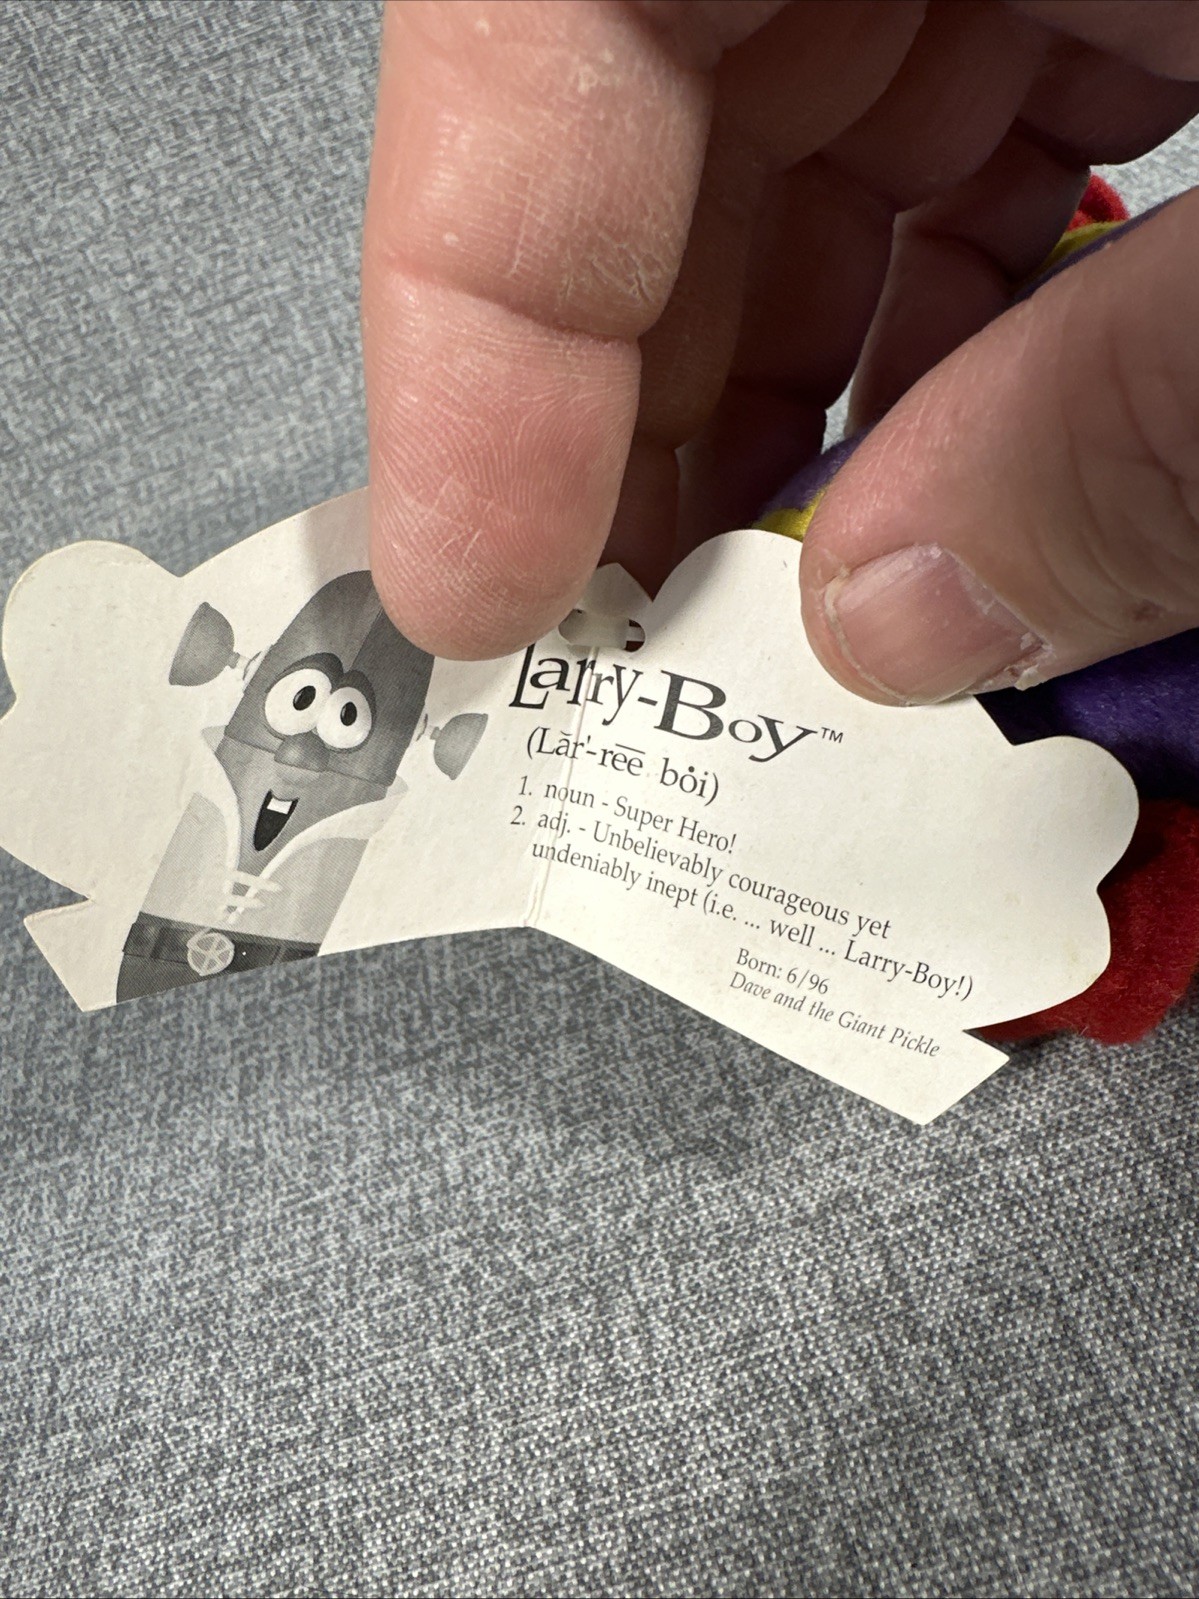 Larry-Boy™
(Lăr'-rēē bȯi)
1. noun - Super Hero!
2. adj. - Unbelievably courageous yet
undeniably inept (i.e. ... well ... Larry-Boy!)
Born: 6/96
Dave and the Giant Pickle